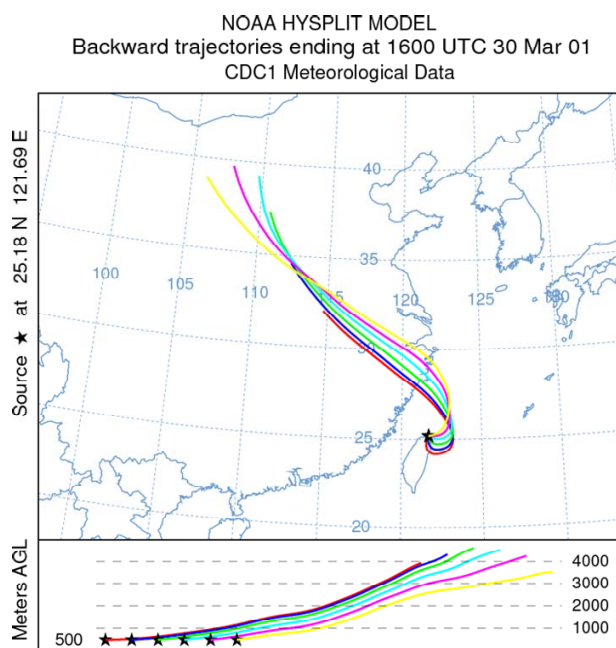 NOAA HYSPLIT MODEL
Backward trajectories ending at 1600 UTC 30 Mar 01
CDC1 Meteorological Data
Source ★ at 25.18 N 121.69 E
40
35
100
105
110
120
125
25
20
Meters AGL
500
4000
3000
2000
1000